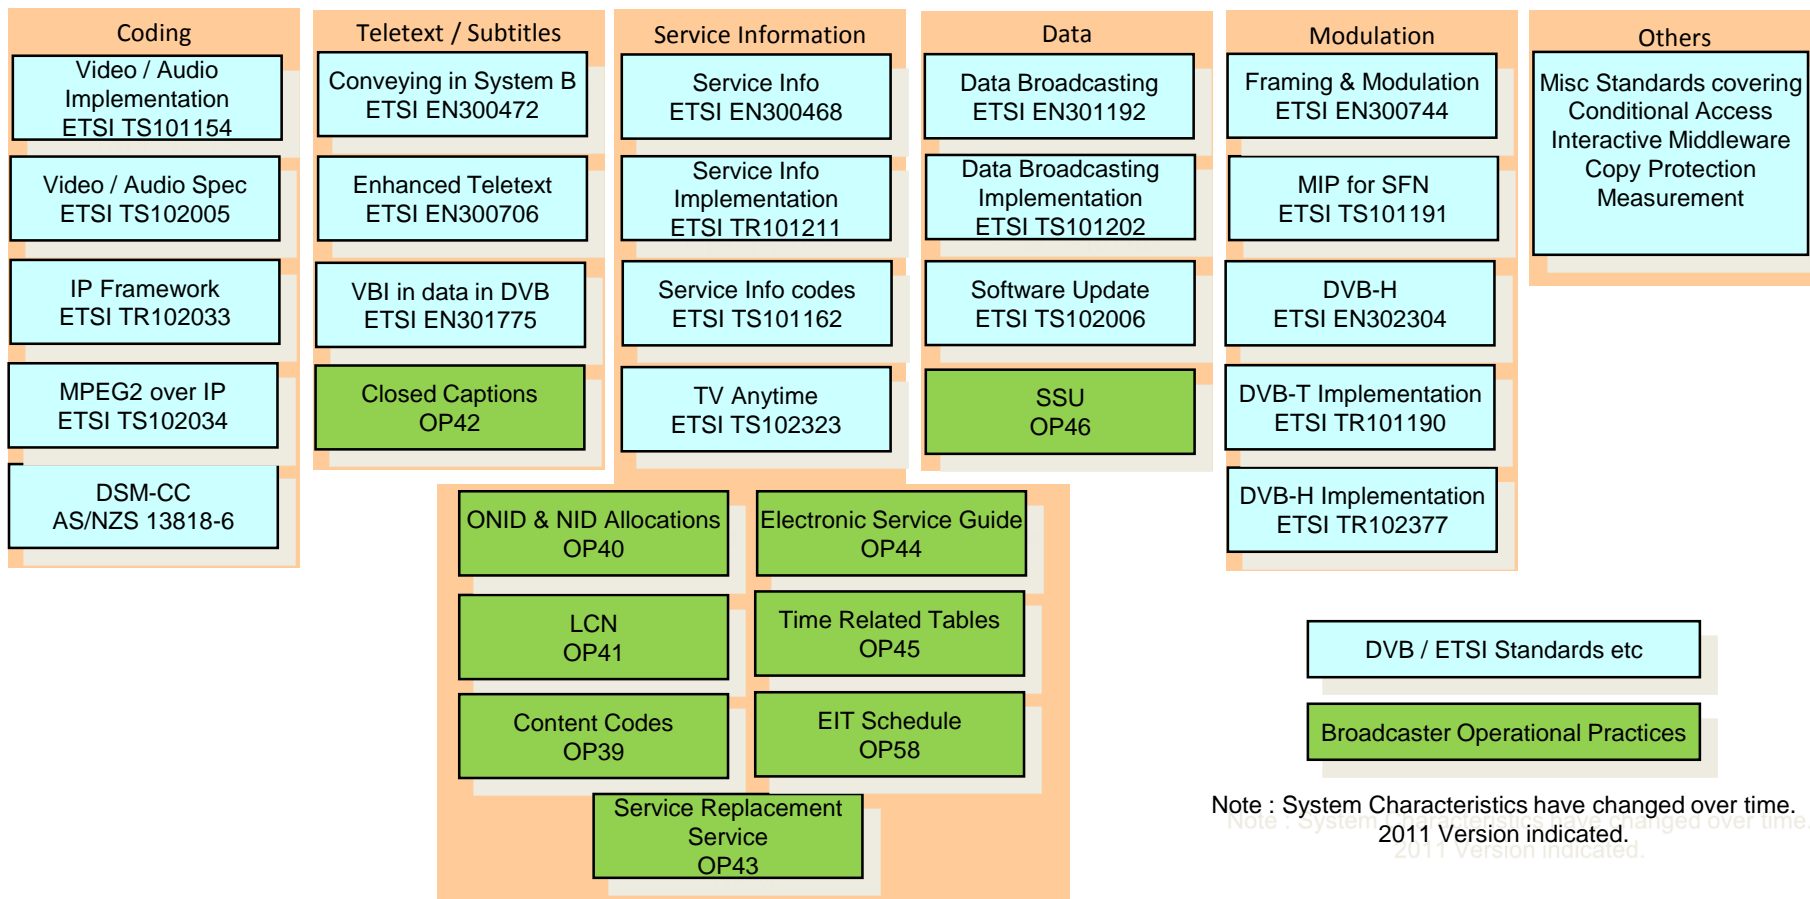 Coding
Video / Audio
Implementation
ETSI TS101154
Video / Audio Spec
ETSI TS102005
IP Framework
ETSI TR102033
MPEG2 over IP
ETSI TS102034
DSM-CC
AS/NZS 13818-6
Teletext / Subtitles
Conveying in System B
ETSI EN300472
Enhanced Teletext
ETSI EN300706
VBI in data in DVB
ETSI EN301775
Closed Captions
OP42
Service Information
Service Info
ETSI EN300468
Service Info
Implementation
ETSI TR101211
Service Info codes
ETSI TS101162
TV Anytime
ETSI TS102323
ONID & NID Allocations
OP40
LCN
OP41
Content Codes
OP39
Electronic Service Guide
OP44
Time Related Tables
OP45
EIT Schedule
OP58
Service Replacement
Service
OP43
Data
Data Broadcasting
ETSI EN301192
Data Broadcasting
Implementation
ETSI TS101202
Software Update
ETSI TS102006
SSU
OP46
Modulation
Framing & Modulation
ETSI EN300744
MIP for SFN
ETSI TS101191
DVB-H
ETSI EN302304
DVB-T Implementation
ETSI TR101190
DVB-H Implementation
ETSI TR102377
Others
Misc Standards covering
Conditional Access
Interactive Middleware
Copy Protection
Measurement
DVB / ETSI Standards etc
Broadcaster Operational Practices
Note : System Characteristics have changed over time.
2011 Version indicated.